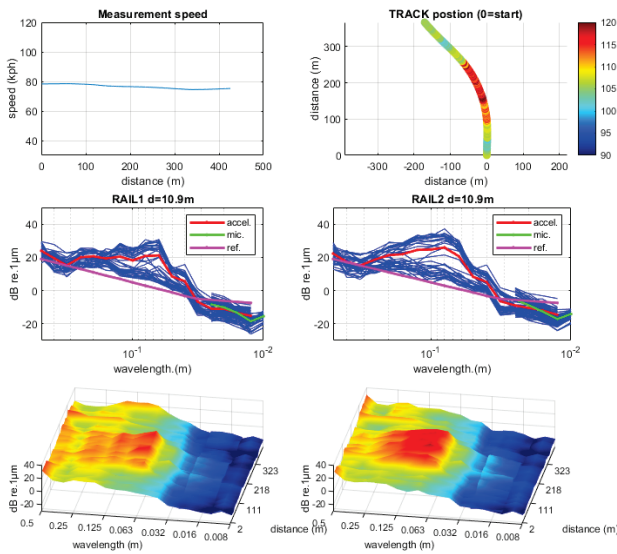 Measurement speed
120
100
80
60
40
speed (kph)
0 100 200 300 400 500
distance (m)
TRACK postion (0=start)
300
200
100
0
distance (m)
-200 -100 0 100 200
distance (m)
120
115
110
105
100
95
90
RAIL1 d=10.9m
40
20
0
-20
dB re.1µm
accel.
mic.
ref.
10-1 10-2
wavelength.(m)
RAIL2 d=10.9m
40
20
0
-20
dB re.1µm
accel.
mic.
ref.
10-1 10-2
wavelength.(m)
40
20
0
-20
dB re.1µm
0.5 0.25 0.125 0.063 0.032 0.016 0.008
wavelength (m)
2 111 218 323
distance (m)
40
20
0
-20
dB re.1µm
0.5 0.25 0.125 0.063 0.032 0.016 0.008
wavelength (m)
2 111 218 323
distance (m)